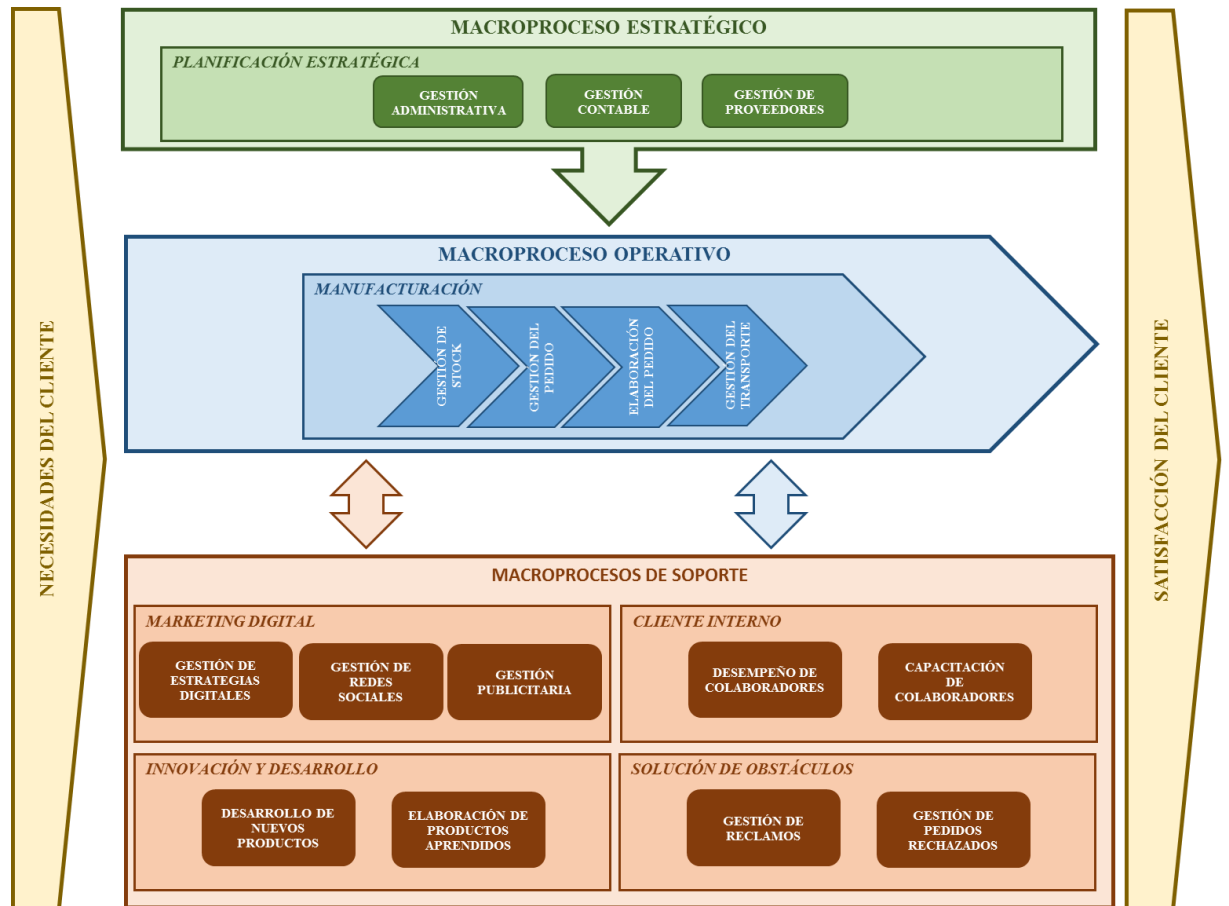 NECESIDADES DEL CLIENTE
MACROPROCESO ESTRATÉGICO
PLANIFICACIÓN ESTRATÉGICA
GESTIÓN
ADMINISTRATIVA
GESTIÓN
CONTABLE
GESTIÓN DE
PROVEEDORES
MACROPROCESO OPERATIVO
MANUFACTURACIÓN
GESTIÓN DE
STOCK
GESTIÓN DEL
PEDIDO
ELABORACIÓN
DEL PEDIDO
GESTIÓN DEL
TRANSPORTE
MACROPROCESOS DE SOPORTE
MARKETING DIGITAL
GESTIÓN DE
ESTRATEGIAS
DIGITALES
GESTIÓN DE
REDES
SOCIALES
GESTIÓN
PUBLICITARIA
CLIENTE INTERNO
DESEMPEÑO DE
COLABORADORES
CAPACITACIÓN
DE
COLABORADORES
INNOVACIÓN Y DESARROLLO
DESARROLLO DE
NUEVOS
PRODUCTOS
ELABORACIÓN DE
PRODUCTOS
APRENDIDOS
SOLUCIÓN DE OBSTÁCULOS
GESTIÓN DE
RECLAMOS
GESTIÓN DE
PEDIDOS
RECHAZADOS
SATISFACCIÓN DEL CLIENTE